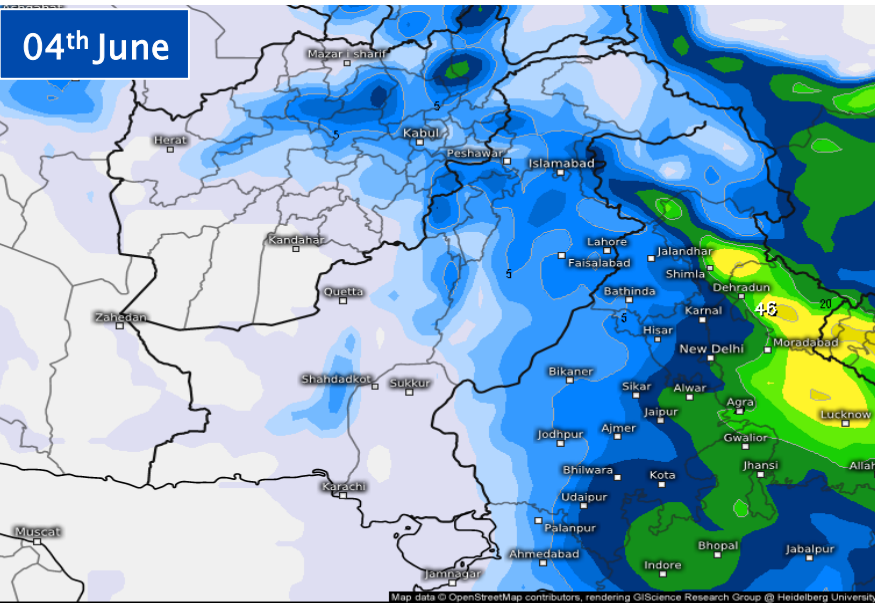 04th June
Mazar i sharif
5
Kabul
5
Herat
Peshawar
Islamabad
Kandahar
Lahore
Jalandhar
Faisalabad
Shimla
5
Quetta
Bathinda
Dehradun
20
46
Zahedan
5
Karnal
Hisar
New Delhi
Moradabad
Shahdadkot
Sukkur
Bikaner
Sikar
Alwar
Jaipur
Agra
Lucknow
Jodhpur
Ajmer
Gwalior
Bhilwara
Kota
Jhansi
Allah
Karachi
Udaipur
Muscat
Palanpur
Ahmedabad
Bhopal
Jabalpur
Indore
Jamnagar
Map data © OpenStreetMap contributors, rendering GIScience Research Group @ Heidelberg University